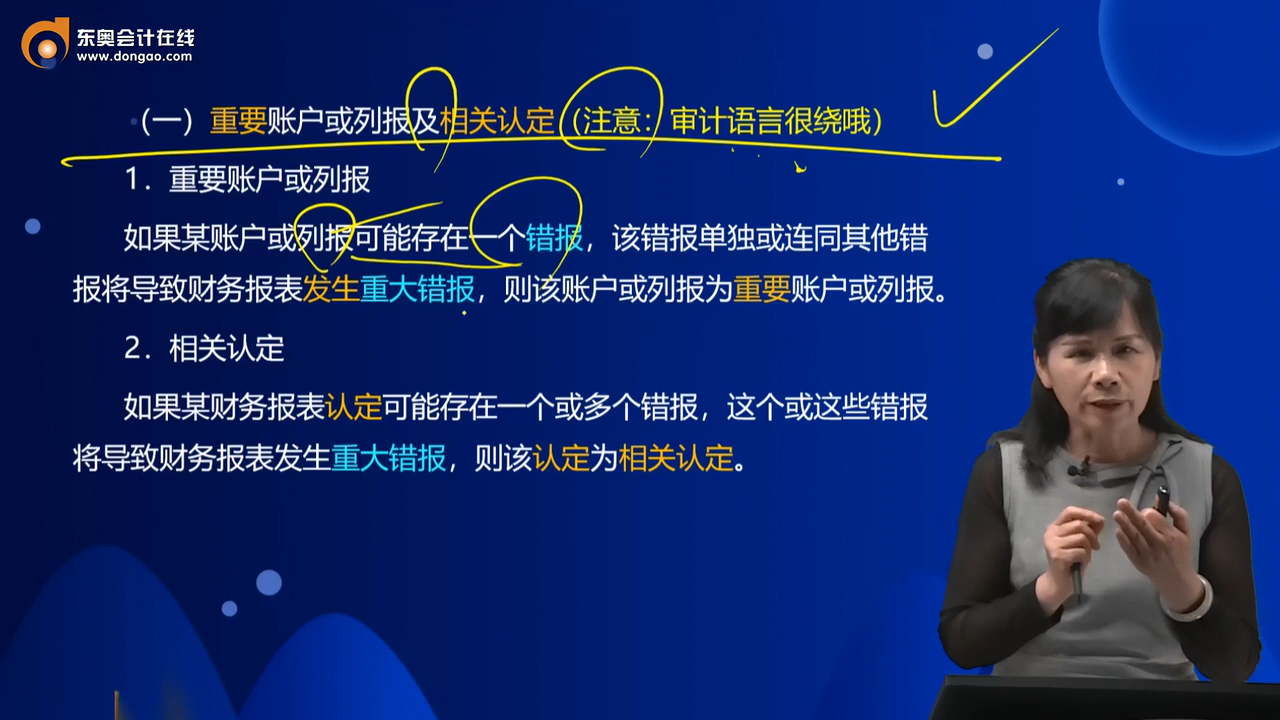 东奥会计在线
www.dongao.com
（一）重要账户或列报及相关认定（注意：审计语言很绕哦）
1．重要账户或列报
如果某账户或列报可能存在一个错报，该错报单独或连同其他错
报将导致财务报表发生重大错报，则该账户或列报为重要账户或列报。
2．相关认定
如果某财务报表认定可能存在一个或多个错报，这个或这些错报
将导致财务报表发生重大错报，则该认定为相关认定。